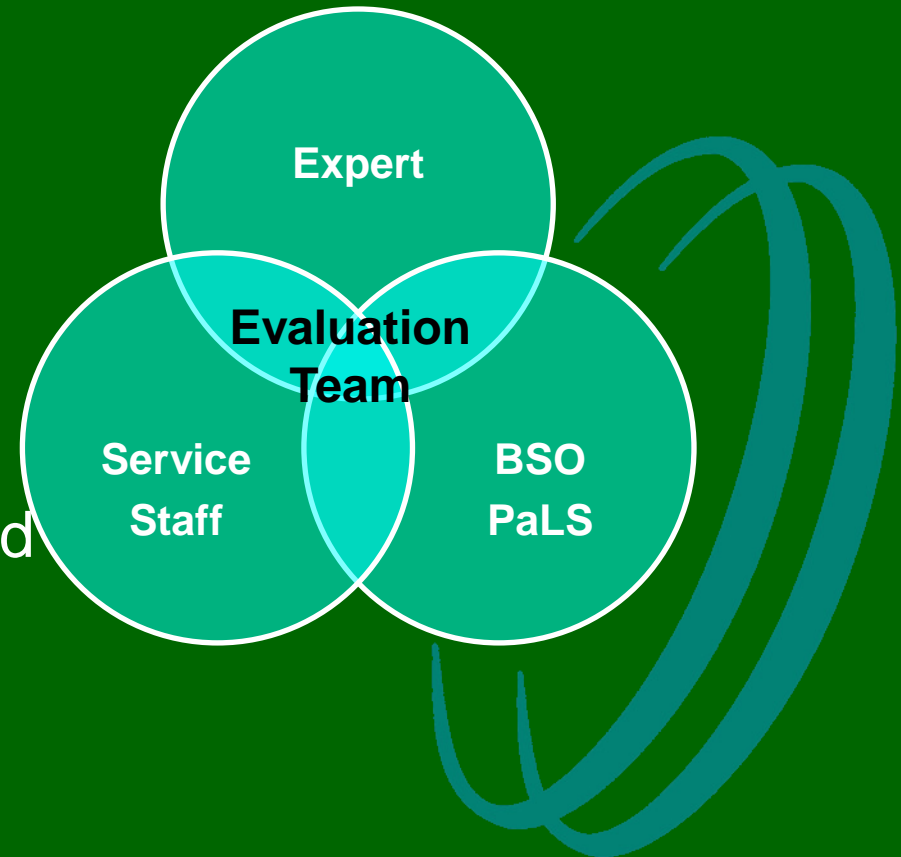 Expert
Evaluation
Team
Service
Staff
BSO
PaLS
d